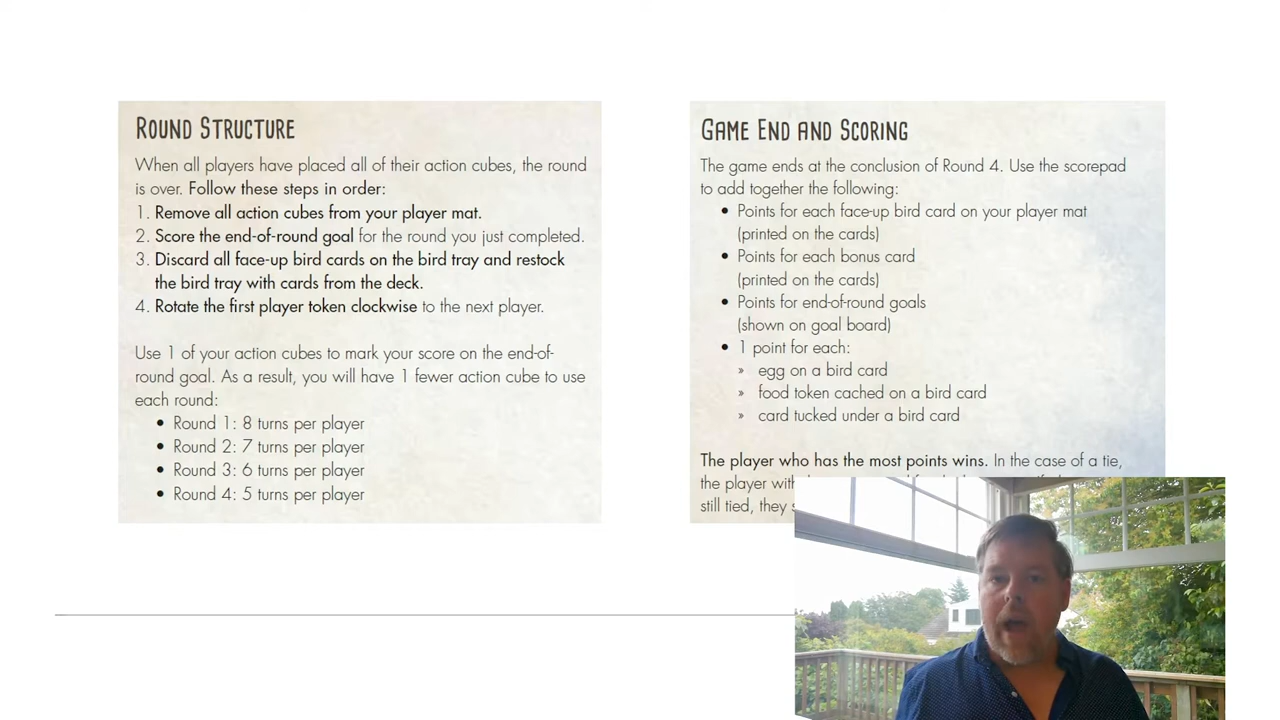 ROUND STRUCTURE
When all players have placed all of their action cubes, the round
is over. Follow these steps in order:
1. Remove all action cubes from your player mat.
2. Score the end-of-round goal for the round you just completed.
3. Discard all face-up bird cards on the bird tray and restock
the bird tray with cards from the deck.
4. Rotate the first player token clockwise to the next player.
Use 1 of your action cubes to mark your score on the end-of-
round goal. As a result, you will have 1 fewer action cube to use
each round:
• Round 1: 8 turns per player
• Round 2: 7 turns per player
• Round 3: 6 turns per player
• Round 4: 5 turns per player
GAME END AND SCORING
The game ends at the conclusion of Round 4. Use the scorepad
to add together the following:
• Points for each face-up bird card on your player mat
(printed on the cards)
• Points for each bonus card
(printed on the cards)
• Points for end-of-round goals
(shown on goal board)
• 1 point for each:
» egg on a bird card
» food token cached on a bird card
» card tucked under a bird card
The player who has the most points wins. In the case of a tie,
the player with
still tied, they